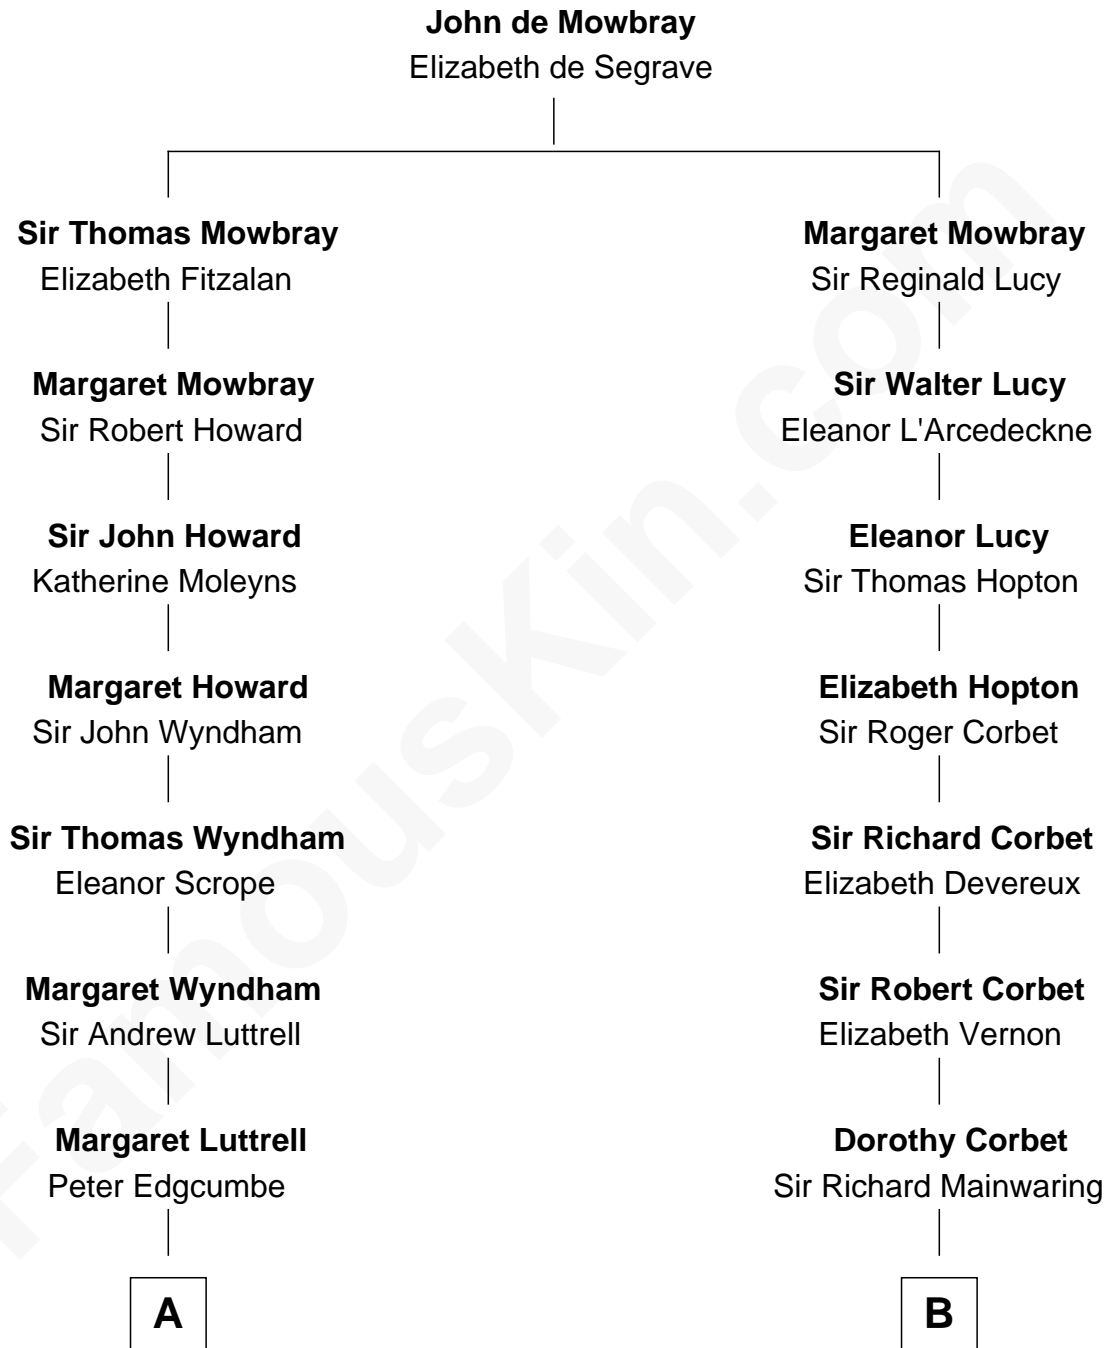 John de Mowbray
Elizabeth de Segrave
Sir Thomas Mowbray
Elizabeth Fitzalan
Margaret Mowbray
Sir Robert Howard
Sir John Howard
Katherine Moleyns
Margaret Howard
Sir John Wyndham
Sir Thomas Wyndham
Eleanor Scrope
Margaret Wyndham
Sir Andrew Luttrell
Margaret Luttrell
Peter Edgcumbe
A
Margaret Mowbray
Sir Reginald Lucy
Sir Walter Lucy
Eleanor L'Arcedeckne
Eleanor Lucy
Sir Thomas Hopton
Elizabeth Hopton
Sir Roger Corbet
Sir Richard Corbet
Elizabeth Devereux
Sir Robert Corbet
Elizabeth Vernon
Dorothy Corbet
Sir Richard Mainwaring
B
FamousKin.com